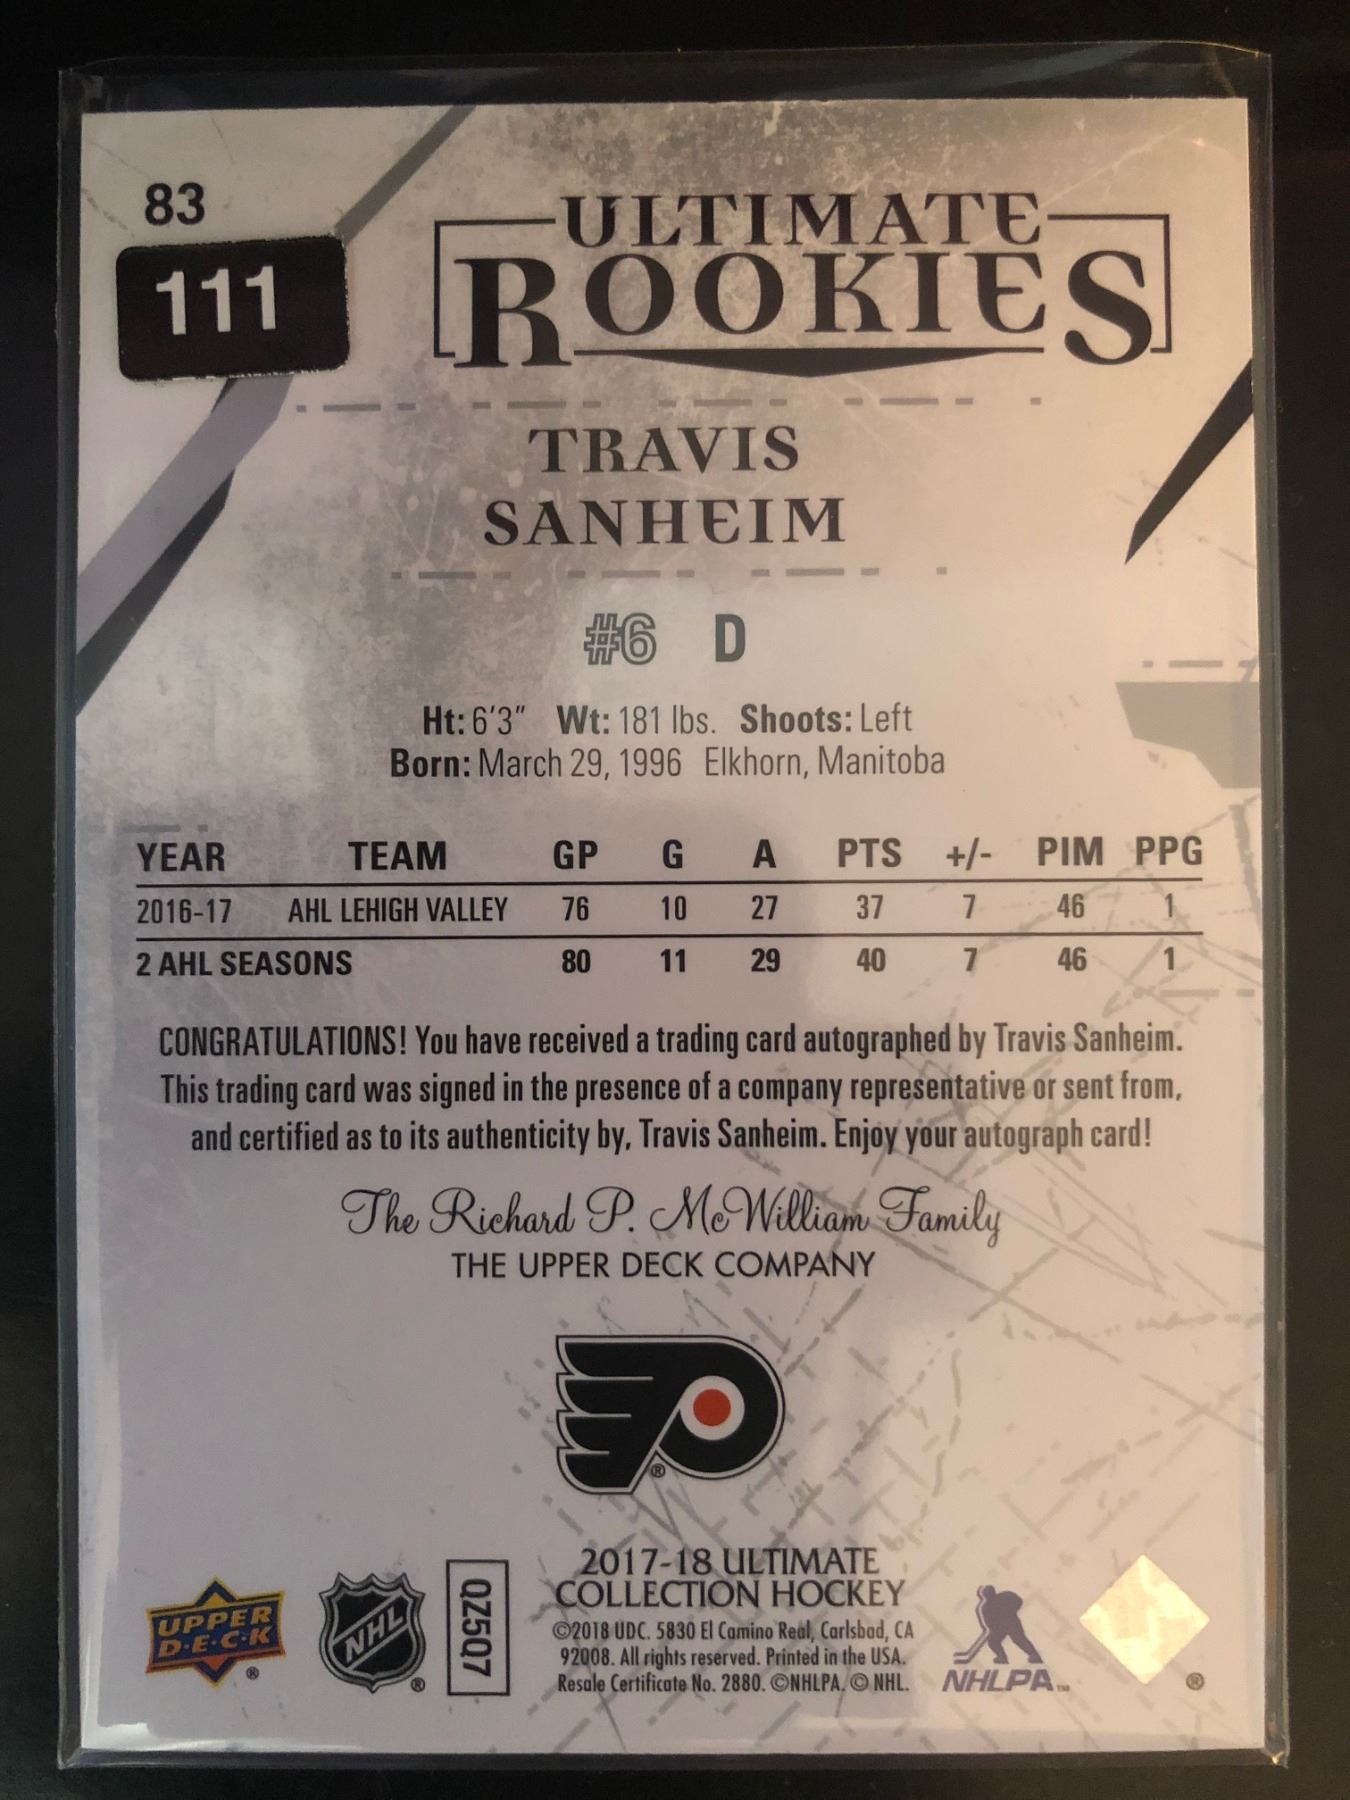 83
111
ULTIMATE
ROOKIES
TRAVIS
SANHEIM
#6 D
Ht: 6'3" Wt: 181 lbs. Shoots: Left
Born: March 29, 1996 Elkhorn, Manitoba
YEAR TEAM GP G A PTS +/- PIM PPG
2016-17 AHL LEHIGH VALLEY 76 10 27 37 7 46 1
2 AHL SEASONS 80 11 29 40 7 46 1
CONGRATULATIONS! You have received a trading card autographed by Travis Sanheim.
This trading card was signed in the presence of a company representative or sent from,
and certified as to its authenticity by, Travis Sanheim. Enjoy your autograph card!
The Richard P. McWilliam Family
THE UPPER DECK COMPANY
®
UPPER
D·E·C·K
®
NHL
®
QZ5Q7
2017-18 ULTIMATE
COLLECTION HOCKEY
©2018 UDC. 5830 El Camino Real, Carlsbad, CA
92008. All rights reserved. Printed in the USA.
Resale Certificate No. 2880. ©NHLPA. © NHL.
NHLPA™
®